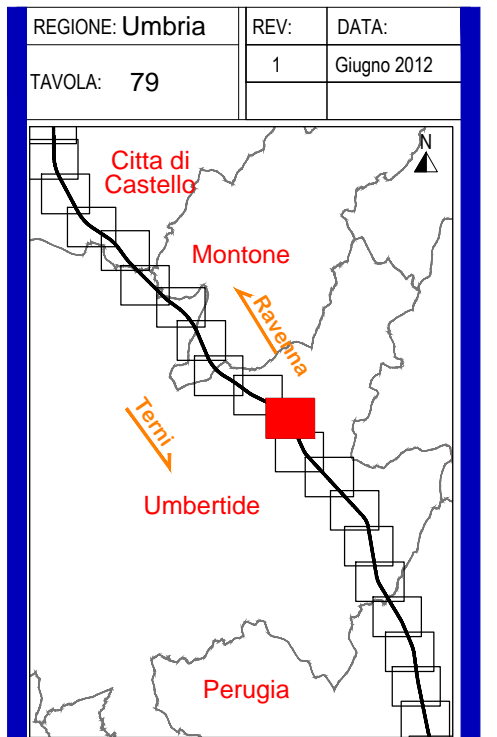 REGIONE: Umbria
REV:
DATA:
TAVOLA: 79
1
Giugno 2012
N
Citta di
Castello
Montone
Ravenna
Terni
Umbertide
Perugia